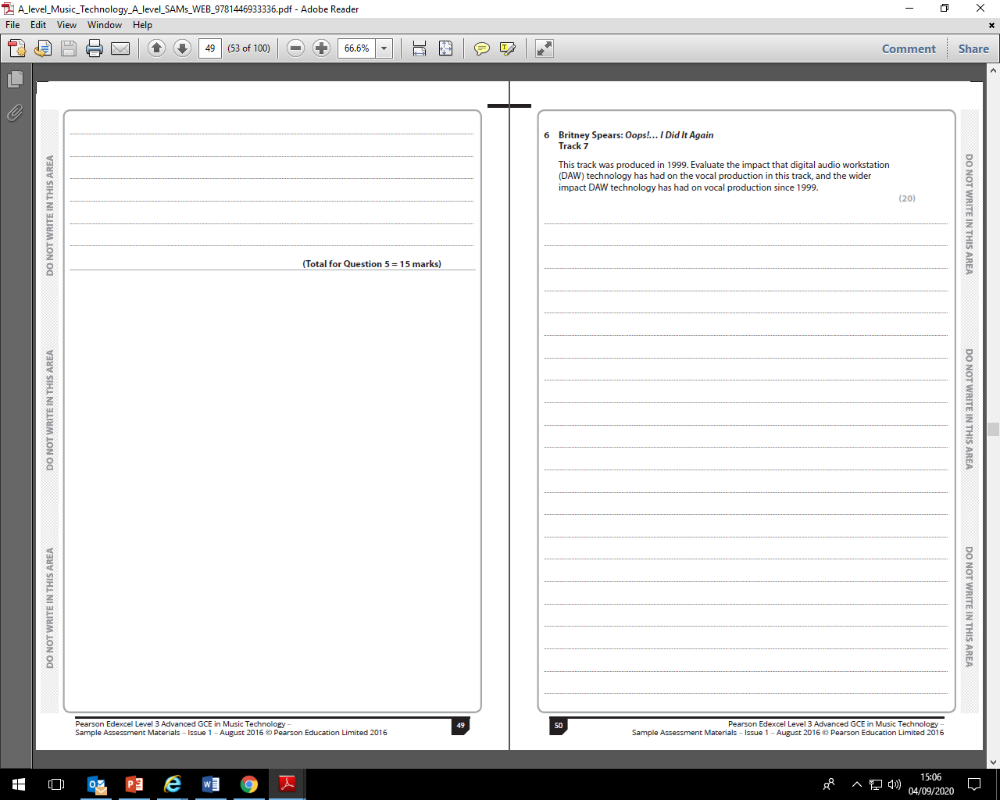 A_level_Music_Technology_A_level_SAMs_WEB_9781446933336.pdf - Adobe Reader
File Edit View Window Help
49 (53 of 100) 66.6% Comment Share
DO NOT WRITE IN THIS AREA
DO NOT WRITE IN THIS AREA
DO NOT WRITE IN THIS AREA
(Total for Question 5 = 15 marks)
Pearson Edexcel Level 3 Advanced GCE in Music Technology –
Sample Assessment Materials – Issue 1 – August 2016 © Pearson Education Limited 2016
49
6 Britney Spears: Oops!... I Did It Again
Track 7
This track was produced in 1999. Evaluate the impact that digital audio workstation
(DAW) technology has had on the vocal production in this track, and the wider
impact DAW technology has had on vocal production since 1999.
(20)
DO NOT WRITE IN THIS AREA
DO NOT WRITE IN THIS AREA
DO NOT WRITE IN THIS AREA
50
Pearson Edexcel Level 3 Advanced GCE in Music Technology –
Sample Assessment Materials – Issue 1 – August 2016 © Pearson Education Limited 2016
15:06
04/09/2020